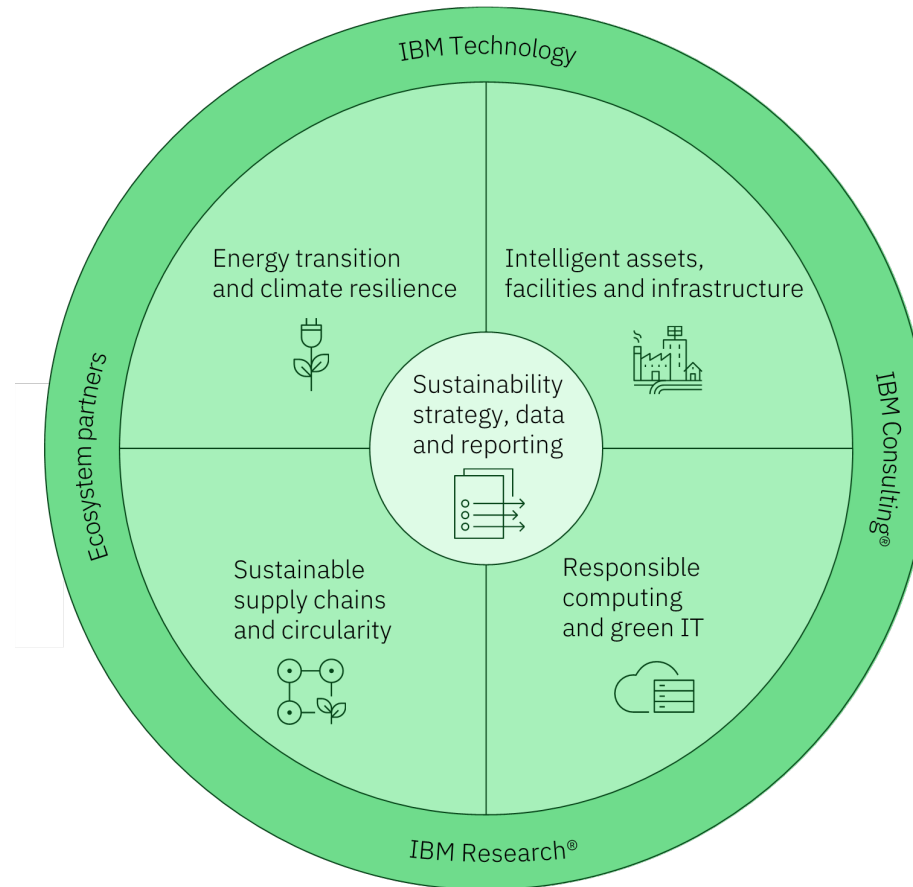 IBM Technology
Energy transition
and climate resilience
Intelligent assets,
facilities and infrastructure
Ecosystem partners
Sustainability
strategy, data
and reporting
IBM Consulting®
Sustainable
supply chains
and circularity
Responsible
computing
and green IT
IBM Research®